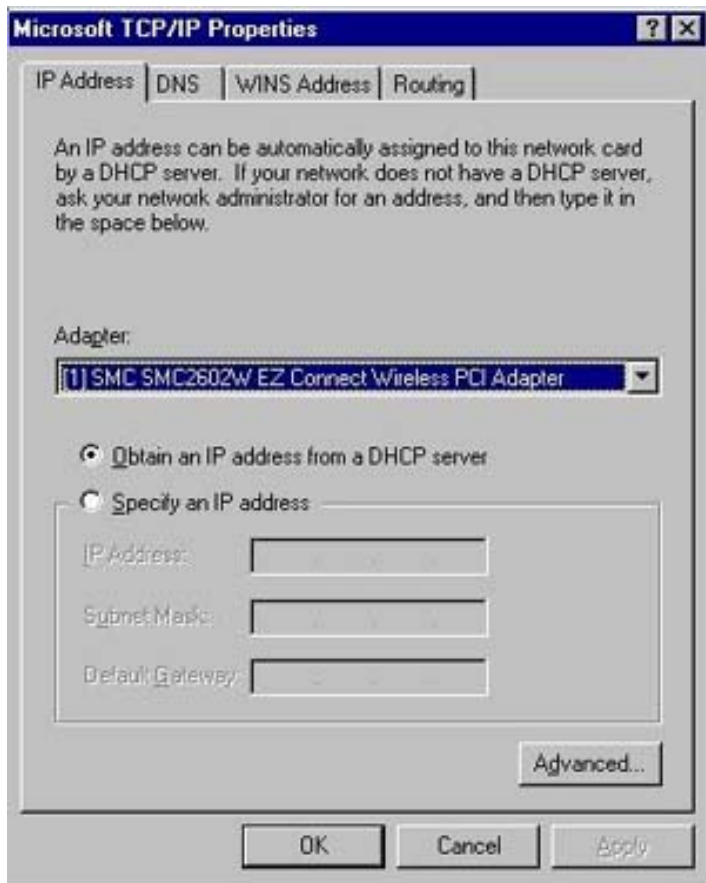 Microsoft TCP/IP Properties
IP Address DNS WINS Address Routing
An IP address can be automatically assigned to this network card
by a DHCP server. If your network does not have a DHCP server,
ask your network administrator for an address, and then type it in
the space below.
Adapter:
[1] SMC SMC2602W EZ Connect Wireless PCI Adapter
Obtain an IP address from a DHCP server
Specify an IP address
IP Address:
Subnet Mask:
Default Gateway:
Advanced...
OK Cancel Apply